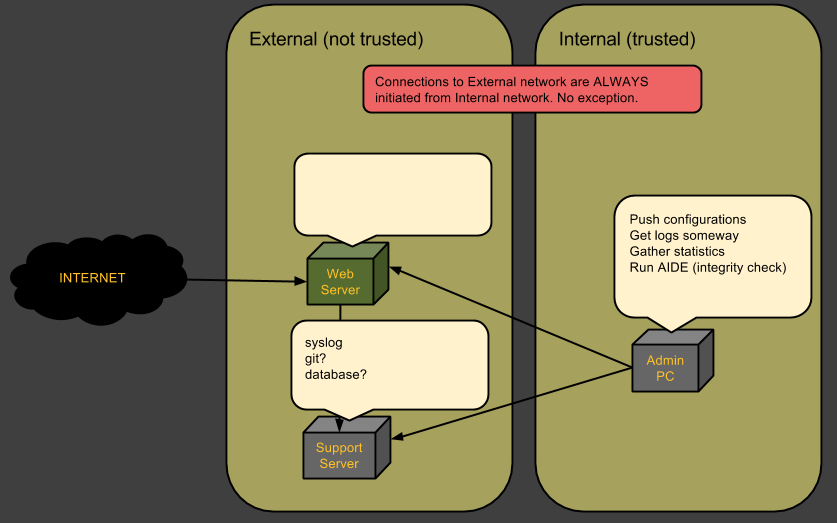 External (not trusted)
Internal (trusted)
Connections to External network are ALWAYS
initiated from Internal network. No exception.
Push configurations
Get logs someway
Gather statistics
Run AIDE (integrity check)
INTERNET
Web
Server
syslog
git?
database?
Admin
PC
Support
Server